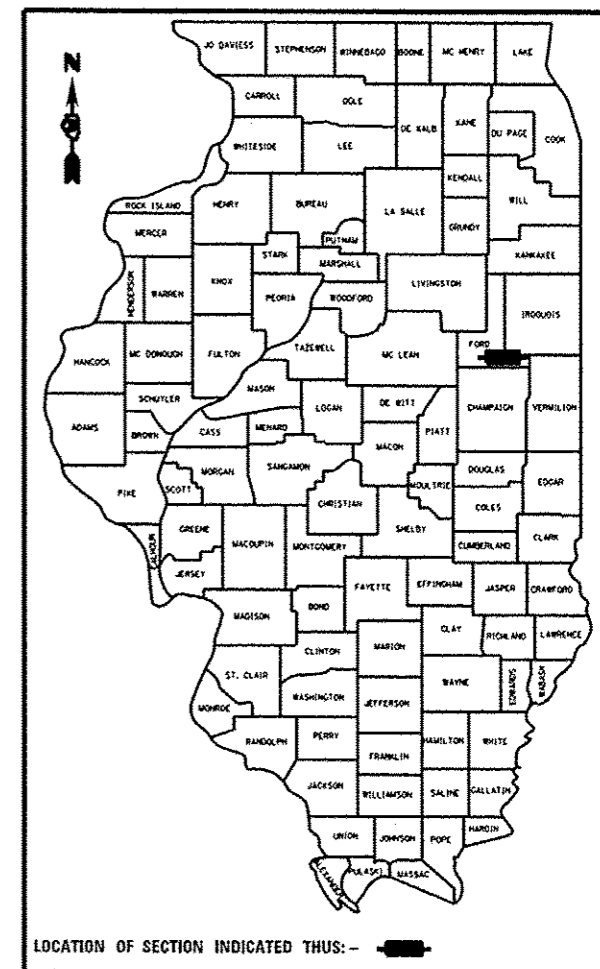 JO DAVIESS STEPHENSON WINNEBAGO BOONE MC HENRY LAKE
N
CARROLL OGLE DE KALB KANE DU PAGE COOK
WHITESIDE LEE
KENDALL WILL
ROCK ISLAND HENRY BUREAU LA SALLE GRUNDY
MERCER PUTNAM KANKAKEE
STARK MARSHALL LIVINGSTON
HENDERSON WARREN KNOX PEORIA WOODFORD IROQUOIS
HANCOCK MC DONOUGH FULTON TAZEWELL MC LEAN FORD
SCHUYLER MASON LOGAN DE WITT CHAMPAIGN VERMILION
ADAMS BROWN CASS MENARD MACON PIATT
PIKE SCOTT MORGAN SANGAMON CHRISTIAN MOULTRIE DOUGLAS EDGAR
COLES
CALHOUN GREENE MACOUPIN MONTGOMERY SHELBY CUMBERLAND CLARK
JERSEY FAYETTE EFFINGHAM JASPER CRAWFORD
MADISON BOND
CLINTON MARION CLAY RICHLAND LAWRENCE
ST. CLAIR WASHINGTON JEFFERSON WAYNE EDWARDS WABASH
MONROE
RANDOLPH PERRY FRANKLIN HAMILTON WHITE
JACKSON WILLIAMSON SALINE GALLATIN
UNION JOHNSON POPE HARDIN
ALEXANDER PULASKI MASSAC
LOCATION OF SECTION INDICATED THUS: -